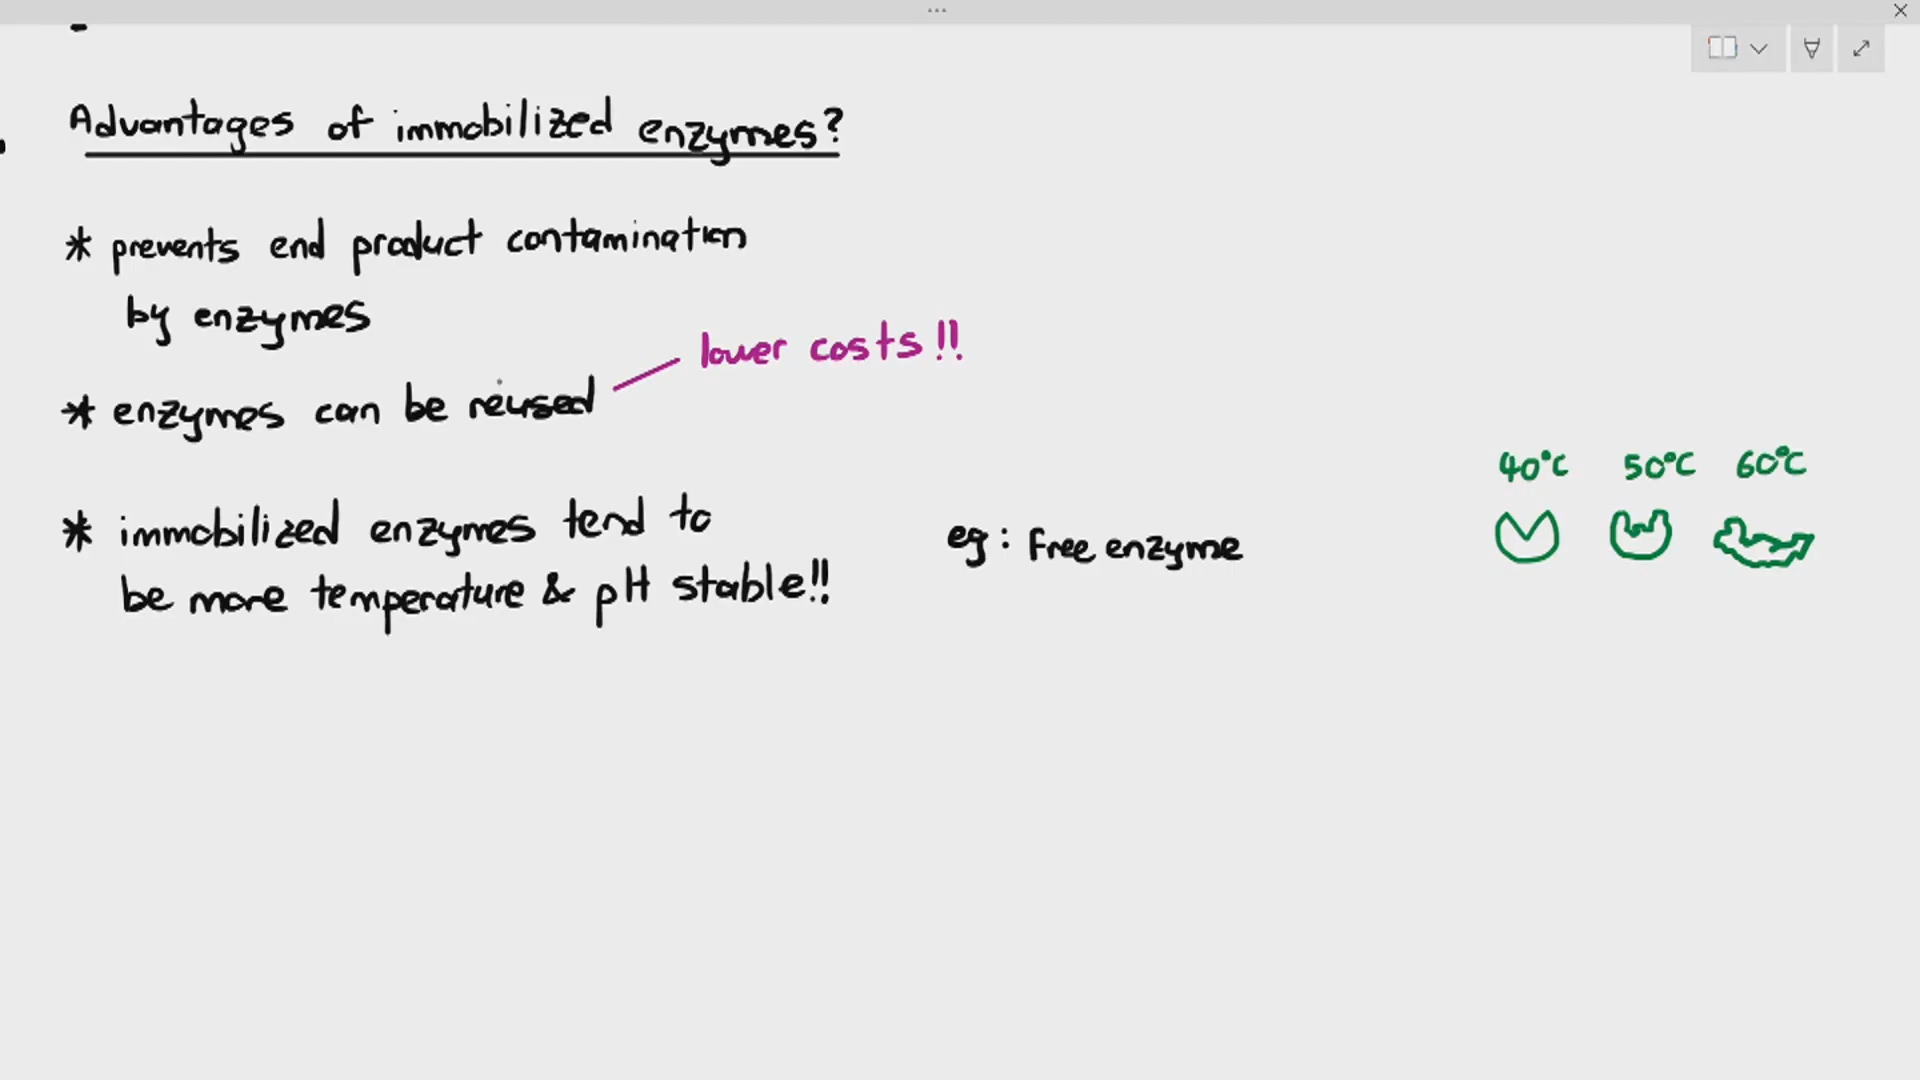 Advantages of immobilized enzymes?
* prevents end product contamination
by enzymes
lower costs!!
* enzymes can be reused
40°C 50°C 60°C
* immobilized enzymes tend to
be more temperature & pH stable!!
eg: Free enzyme